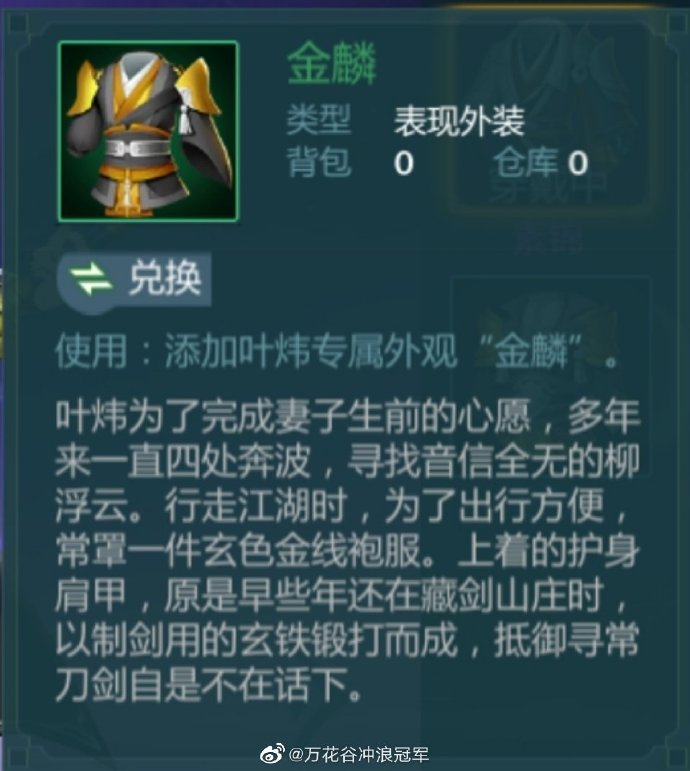 金麟
类型 表现外装
背包 0 仓库 0
穿戴中
兑换
使用：添加叶炜专属外观“金麟”。
叶炜为了完成妻子生前的心愿，多年
来一直四处奔波，寻找音信全无的柳
浮云。行走江湖时，为了出行方便，
常罩一件玄色金线袍服。上着的护身
肩甲，原是早些年还在藏剑山庄时，
以制剑用的玄铁锻打而成，抵御寻常
刀剑自是不在话下。
@万花谷冲浪冠军